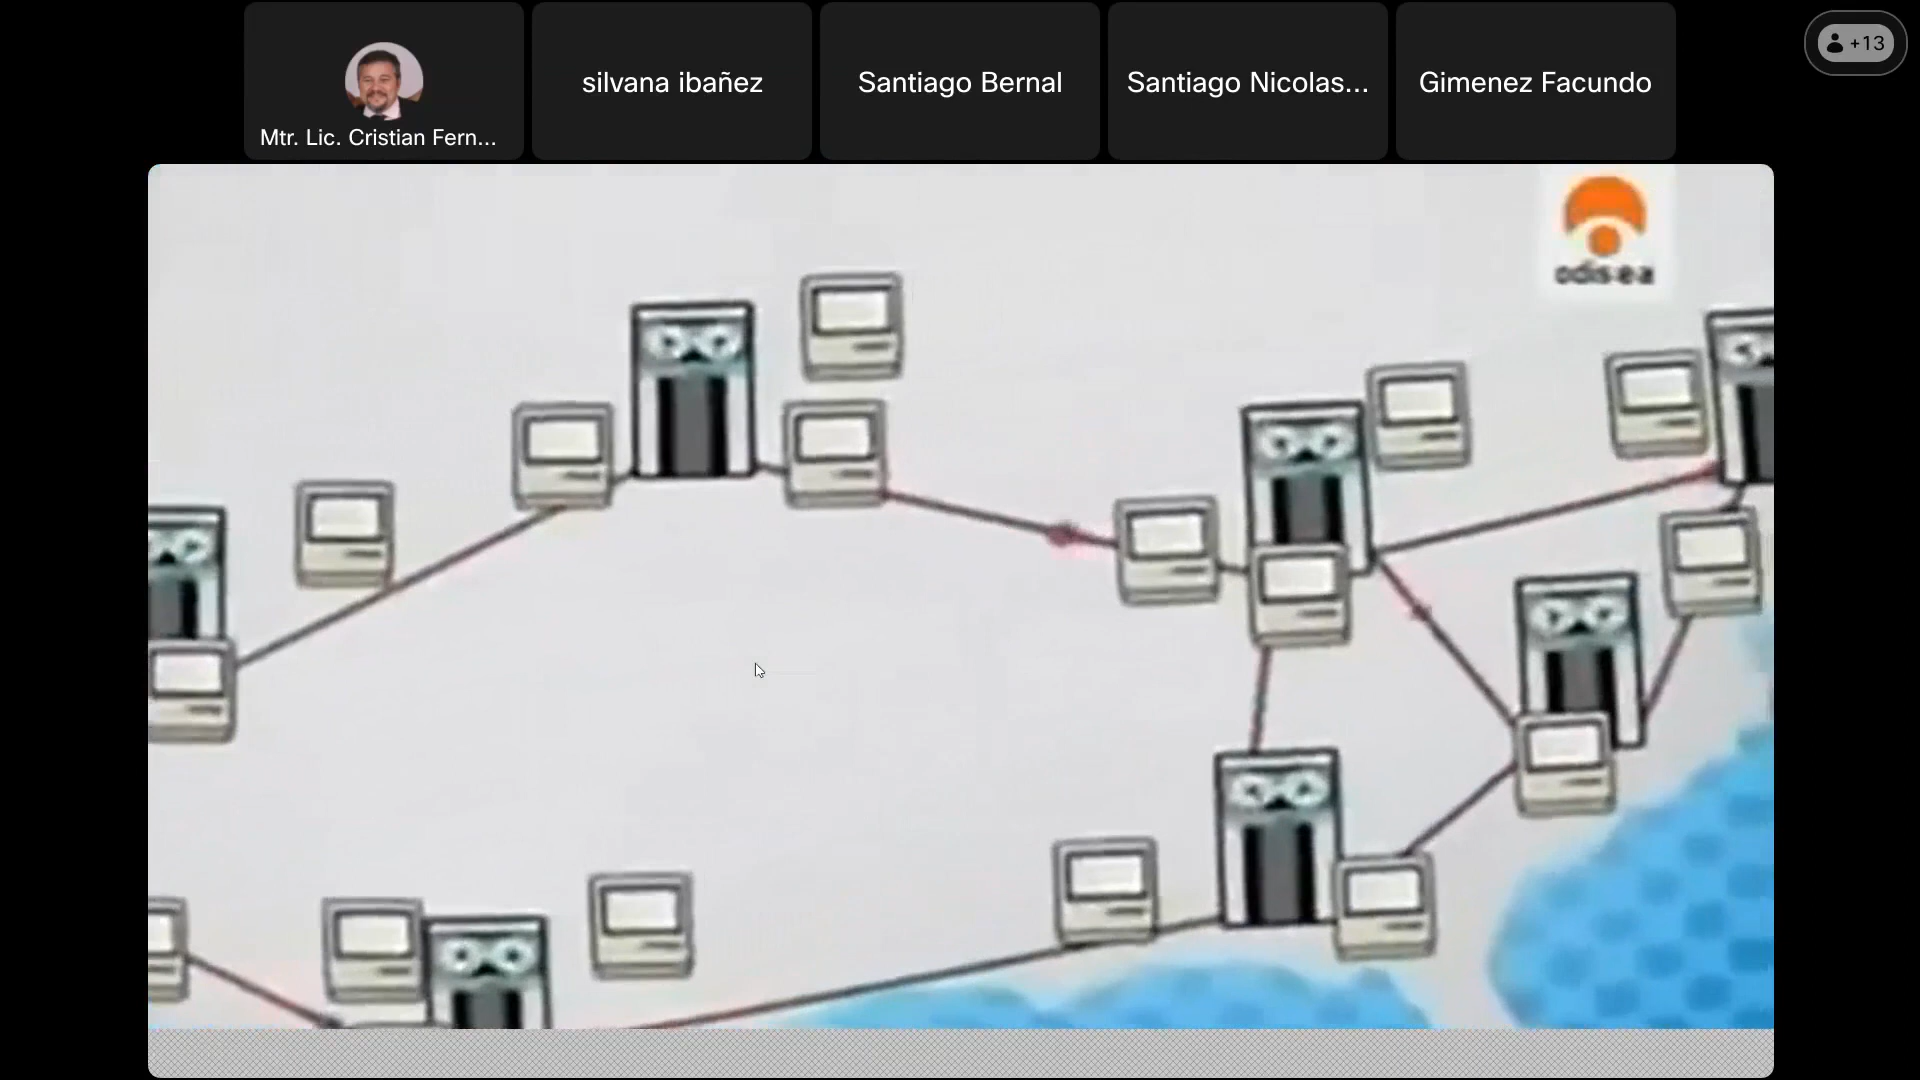 Mtr. Lic. Cristian Fern...
silvana ibañez
Santiago Bernal
Santiago Nicolas...
Gimenez Facundo
+13
odisea